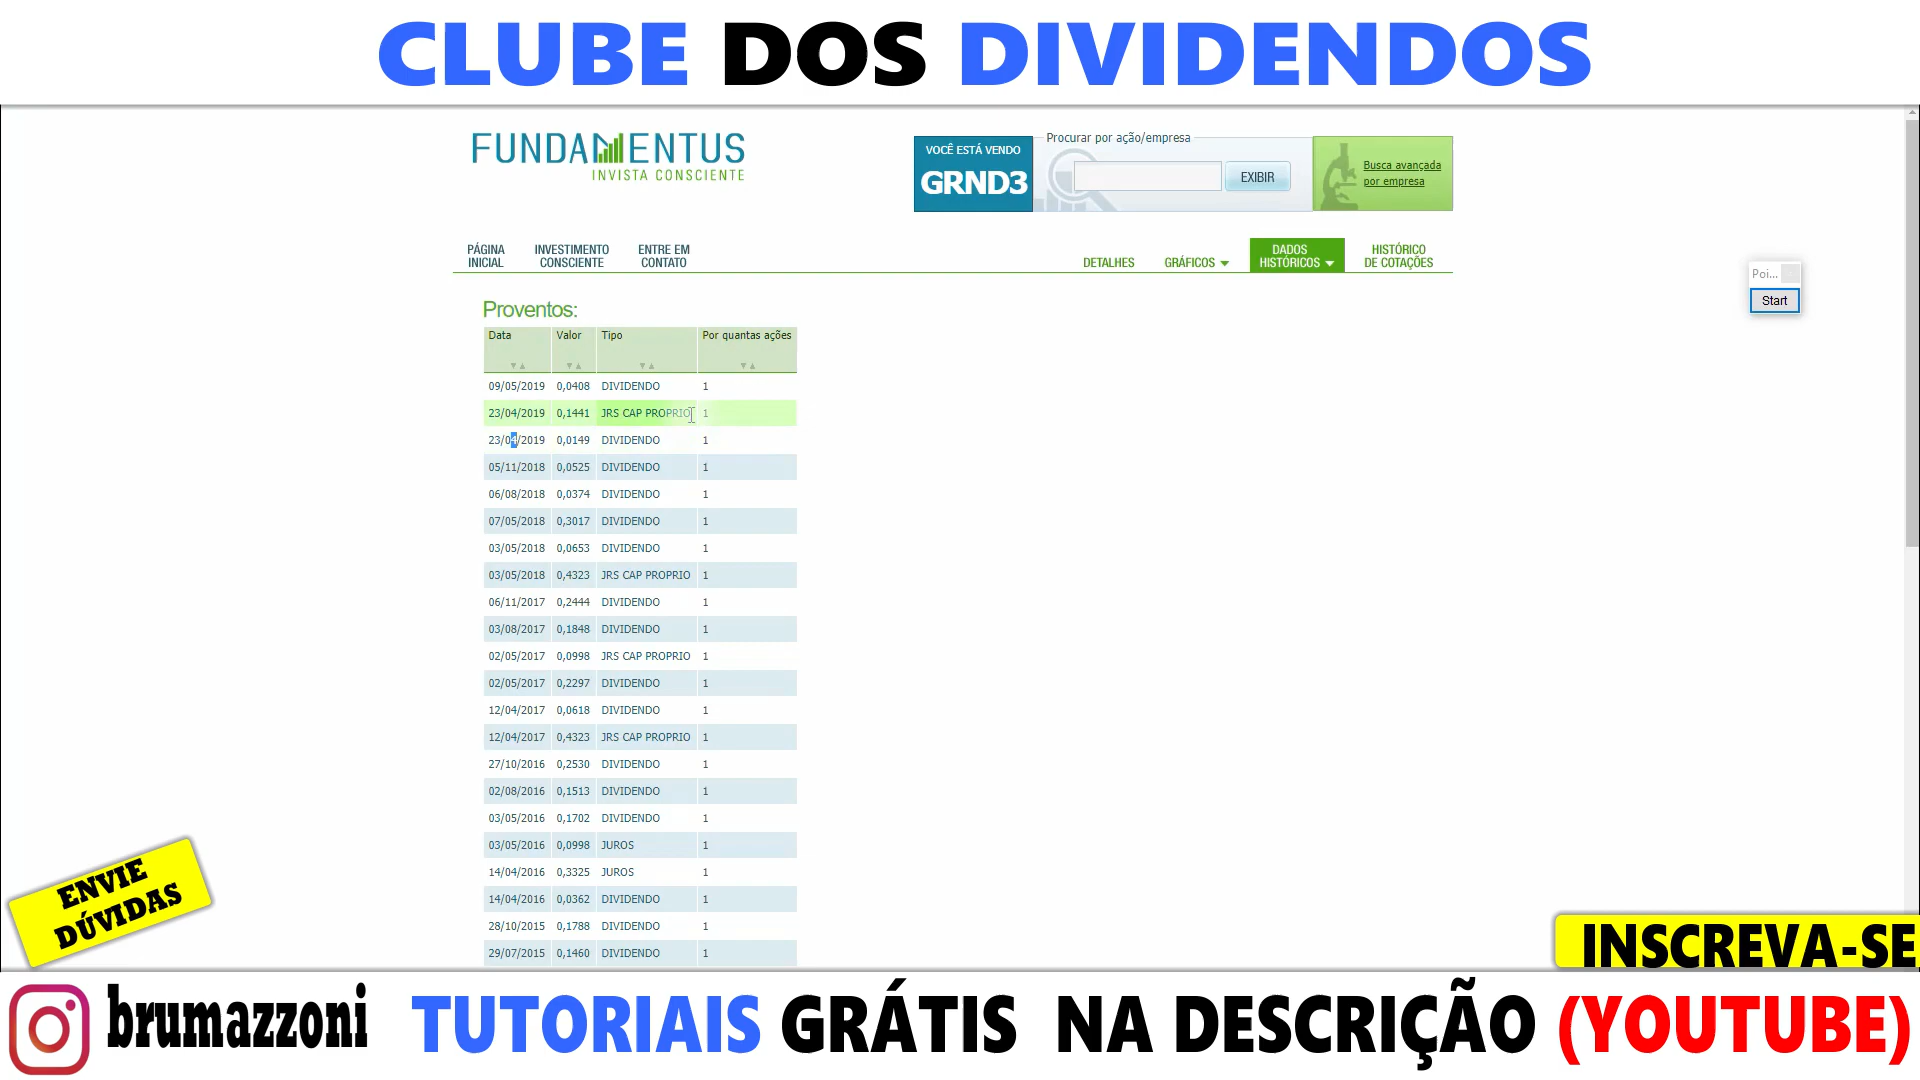 CLUBE DOS DIVIDENDOS
FUNDAMENTUS
INVISTA CONSCIENTE
VOCÊ ESTÁ VENDO
GRND3
Procurar por ação/empresa
EXIBIR
Busca avançada
por empresa
PÁGINA INICIAL
INVESTIMENTO CONSCIENTE
ENTRE EM CONTATO
DETALHES
GRÁFICOS
DADOS HISTÓRICOS
HISTÓRICO DE COTAÇÕES
Poi...
Start
Proventos:
Data Valor Tipo Por quantas ações
09/05/2019 0,0408 DIVIDENDO 1
23/04/2019 0,1441 JRS CAP PROPRIO 1
23/04/2019 0,0149 DIVIDENDO 1
05/11/2018 0,0525 DIVIDENDO 1
06/08/2018 0,0374 DIVIDENDO 1
07/05/2018 0,3017 DIVIDENDO 1
03/05/2018 0,0653 DIVIDENDO 1
03/05/2018 0,4323 JRS CAP PROPRIO 1
06/11/2017 0,2444 DIVIDENDO 1
03/08/2017 0,1848 DIVIDENDO 1
02/05/2017 0,0998 JRS CAP PROPRIO 1
02/05/2017 0,2297 DIVIDENDO 1
12/04/2017 0,0618 DIVIDENDO 1
12/04/2017 0,4323 JRS CAP PROPRIO 1
27/10/2016 0,2530 DIVIDENDO 1
02/08/2016 0,1513 DIVIDENDO 1
03/05/2016 0,1702 DIVIDENDO 1
03/05/2016 0,0998 JUROS 1
14/04/2016 0,3325 JUROS 1
14/04/2016 0,0362 DIVIDENDO 1
28/10/2015 0,1788 DIVIDENDO 1
29/07/2015 0,1460 DIVIDENDO 1
ENVIE
DÚVIDAS
INSCREVA-SE
brumazzoni
TUTORIAIS GRÁTIS NA DESCRIÇÃO (YOUTUBE)